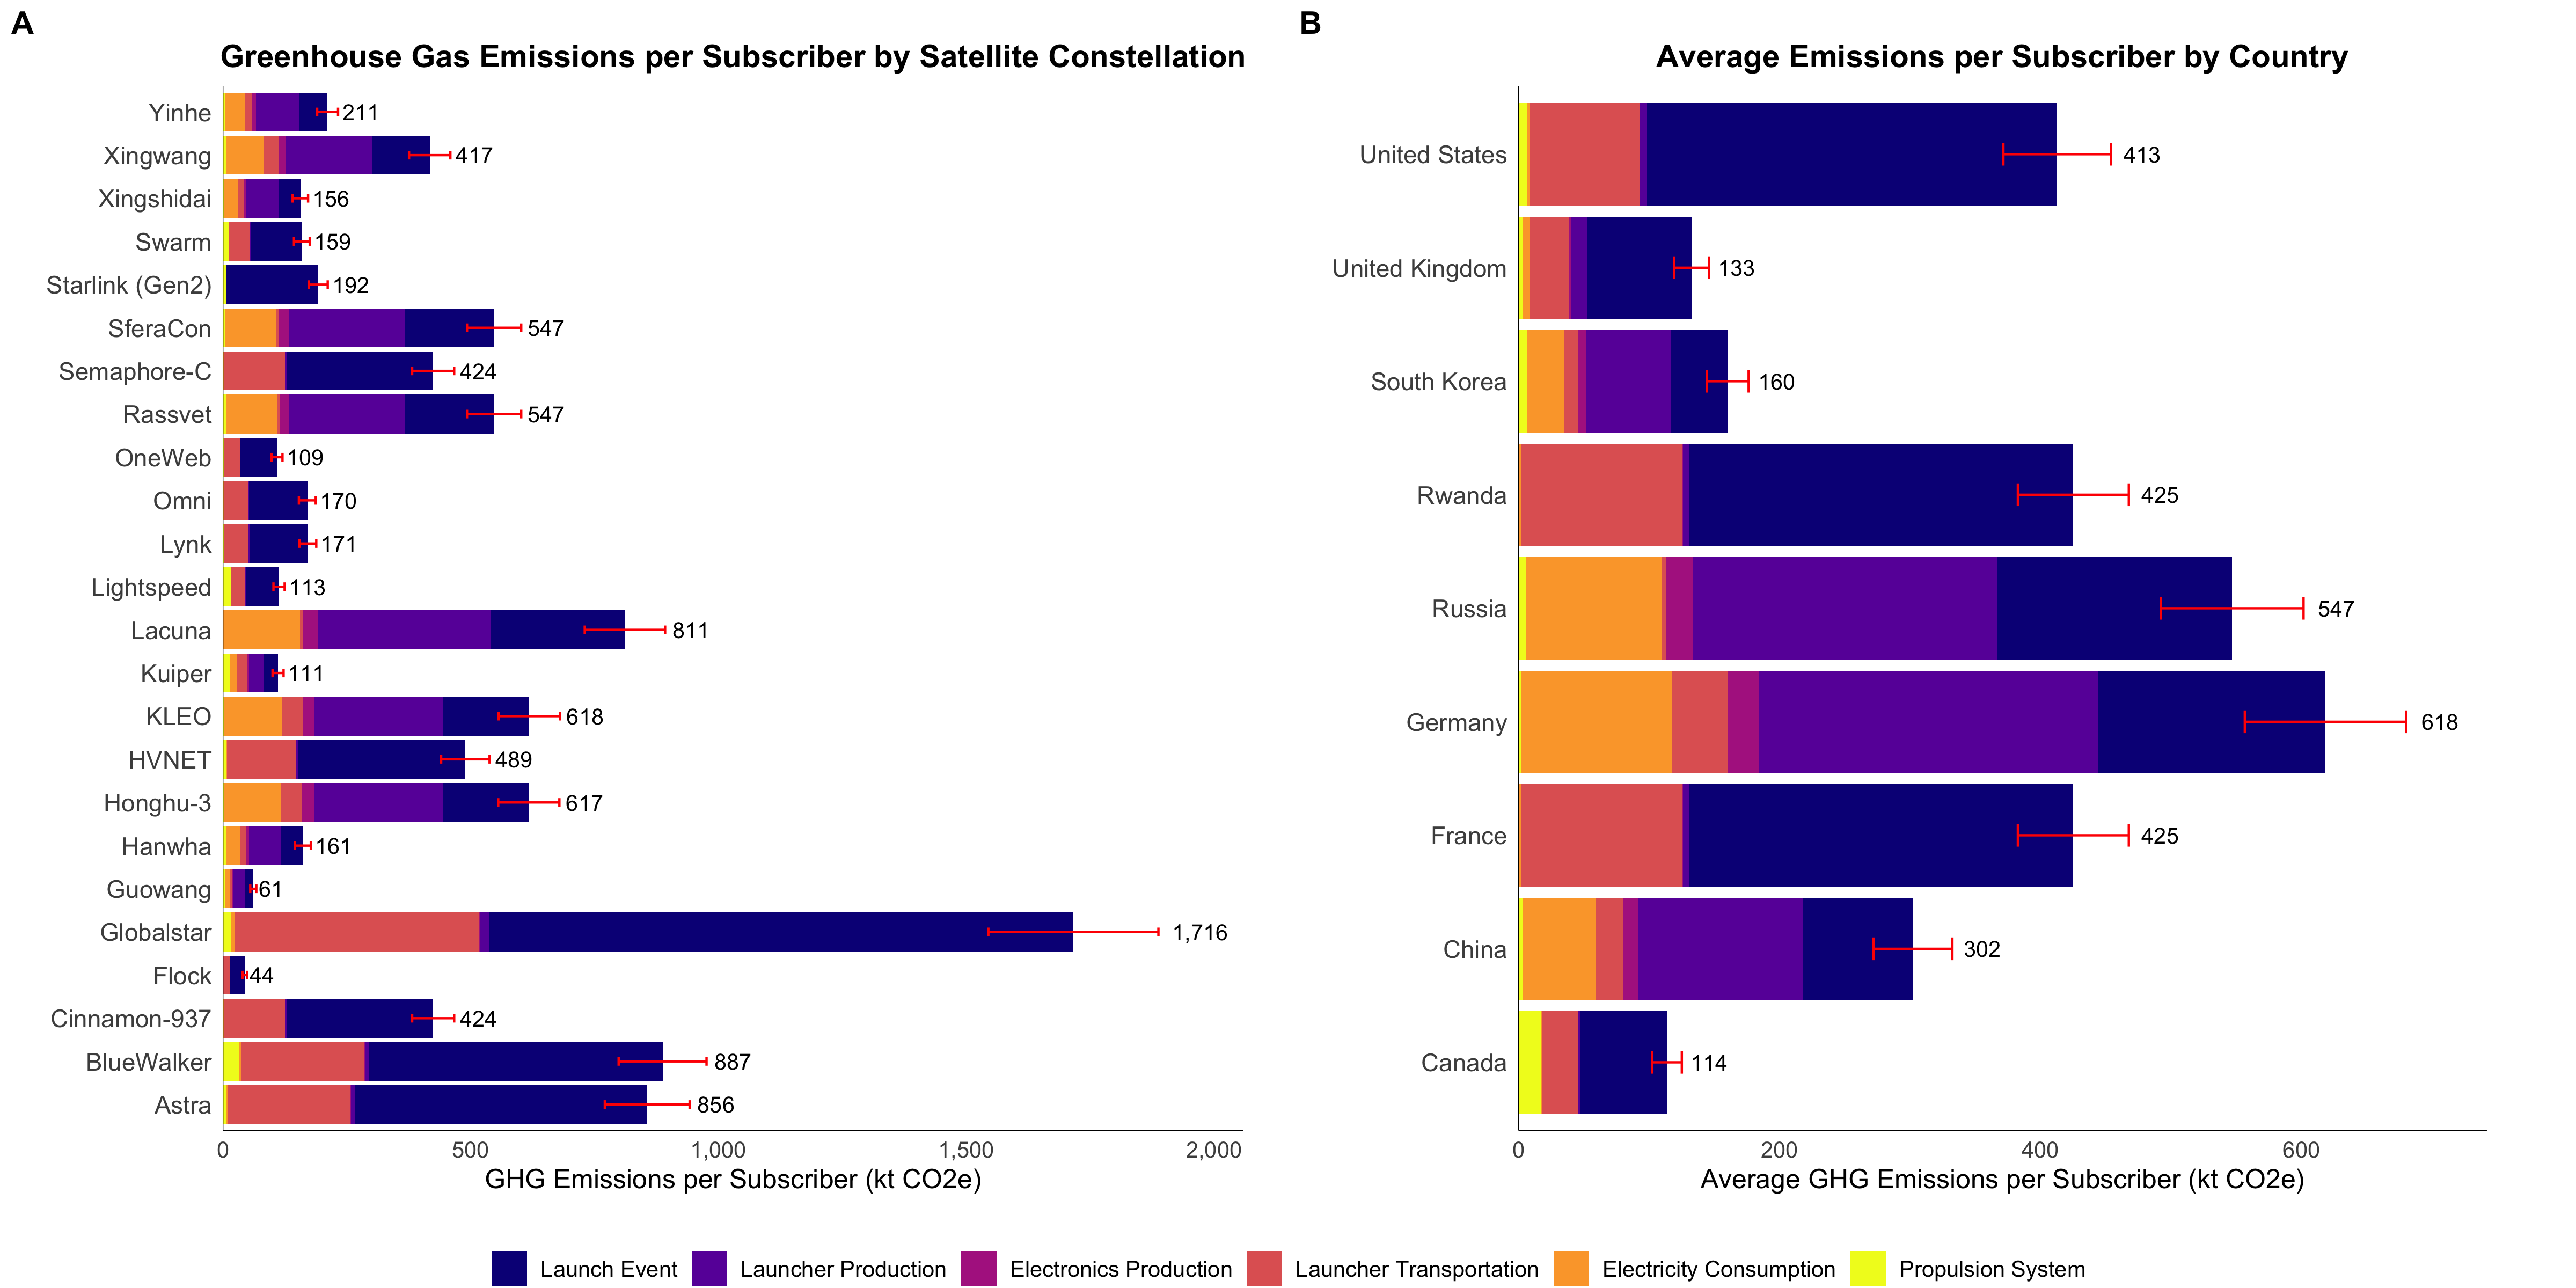 A
Greenhouse Gas Emissions per Subscriber by Satellite Constellation
Yinhe 211
Xingwang 417
Xingshidai 156
Swarm 159
Starlink (Gen2) 192
SferaCon 547
Semaphore-C 424
Rassvet 547
OneWeb 109
Omni 170
Lynk 171
Lightspeed 113
Lacuna 811
Kuiper 111
KLEO 618
HVNET 489
Honghu-3 617
Hanwha 161
Guowang 61
Globalstar 1,716
Flock 44
Cinnamon-937 424
BlueWalker 887
Astra 856
0 500 1,000 1,500 2,000
GHG Emissions per Subscriber (kt CO2e)
B
Average Emissions per Subscriber by Country
United States 413
United Kingdom 133
South Korea 160
Rwanda 425
Russia 547
Germany 618
France 425
China 302
Canada 114
0 200 400 600
Average GHG Emissions per Subscriber (kt CO2e)
Launch Event Launcher Production Electronics Production Launcher Transportation Electricity Consumption Propulsion System